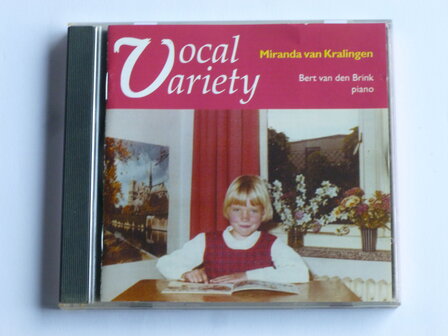 Vocal
Variety
Miranda van Kralingen
Bert van den Brink
piano